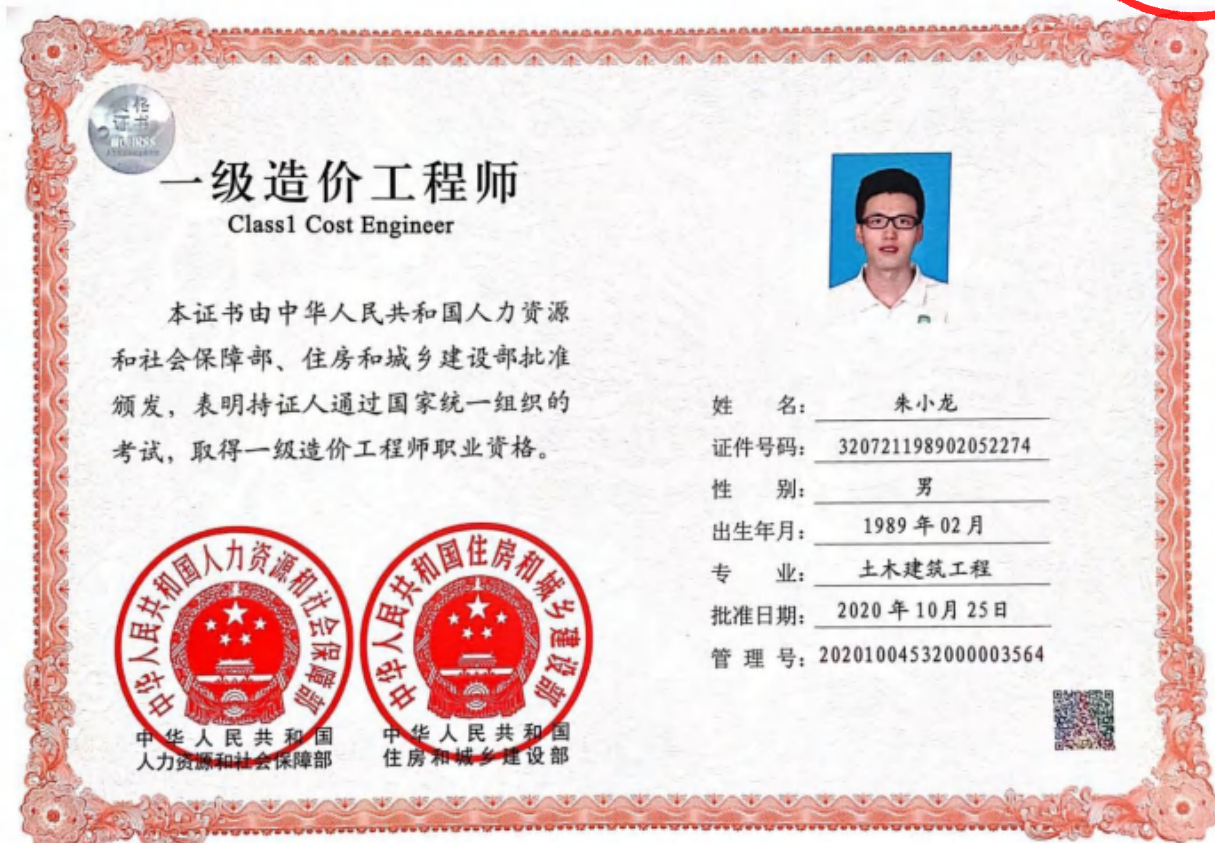 资格
证书
一级造价工程师
Class1 Cost Engineer
本证书由中华人民共和国人力资源
和社会保障部、住房和城乡建设部批准
颁发，表明持证人通过国家统一组织的
考试，取得一级造价工程师职业资格。
姓 名： 朱小龙
证件号码： 320721198902052274
性 别： 男
出生年月： 1989 年 02 月
专 业： 土木建筑工程
批准日期： 2020 年 10 月 25 日
管 理 号： 20201004532000003564
中华人民共和国人力资源和社会保障部
中华人民共和国住房和城乡建设部
中华人民共和国
人力资源和社会保障部
中华人民共和国
住房和城乡建设部